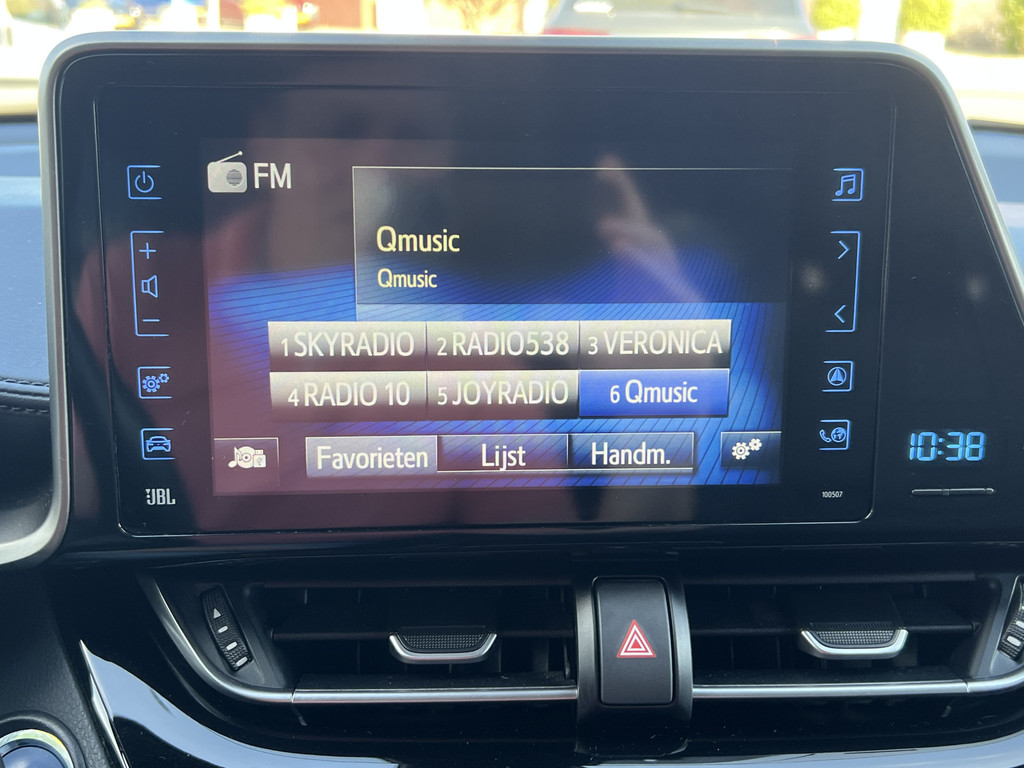 FM
Qmusic
Qmusic
1 SKYRADIO 2 RADIO538 3 VERONICA
4 RADIO 10 5 JOYRADIO 6 Qmusic
Favorieten Lijst Handm.
10:38
JBL
100507